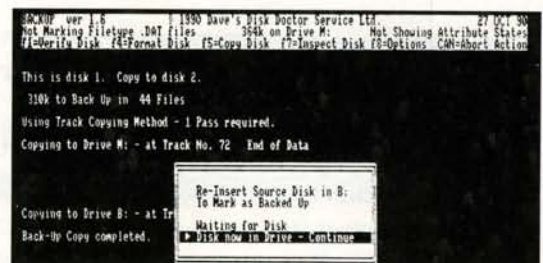 BACKUP ver 1.6 1990 Dave's Disk Doctor Service Ltd. 27 OCT 90
Not Marking Filetype .DAT files 364k on Drive M: Not Showing Attribute States
f1=Verify Disk f4=Format Disk f5=Copy Disk f7=Inspect Disk f8=Options CAN=Abort Action
This is disk 1. Copy to disk 2.
310k to Back Up in 44 Files
Using Track Copying Method - 1 Pass required.
Copying to Drive M: - at Track No. 72 End of Data
Re-Insert Source Disk in B:
To Mark as Backed Up
Waiting for Disk
Copying to Drive B: - at Tr
Disk now in Drive - Continue
Back-Up Copy completed.